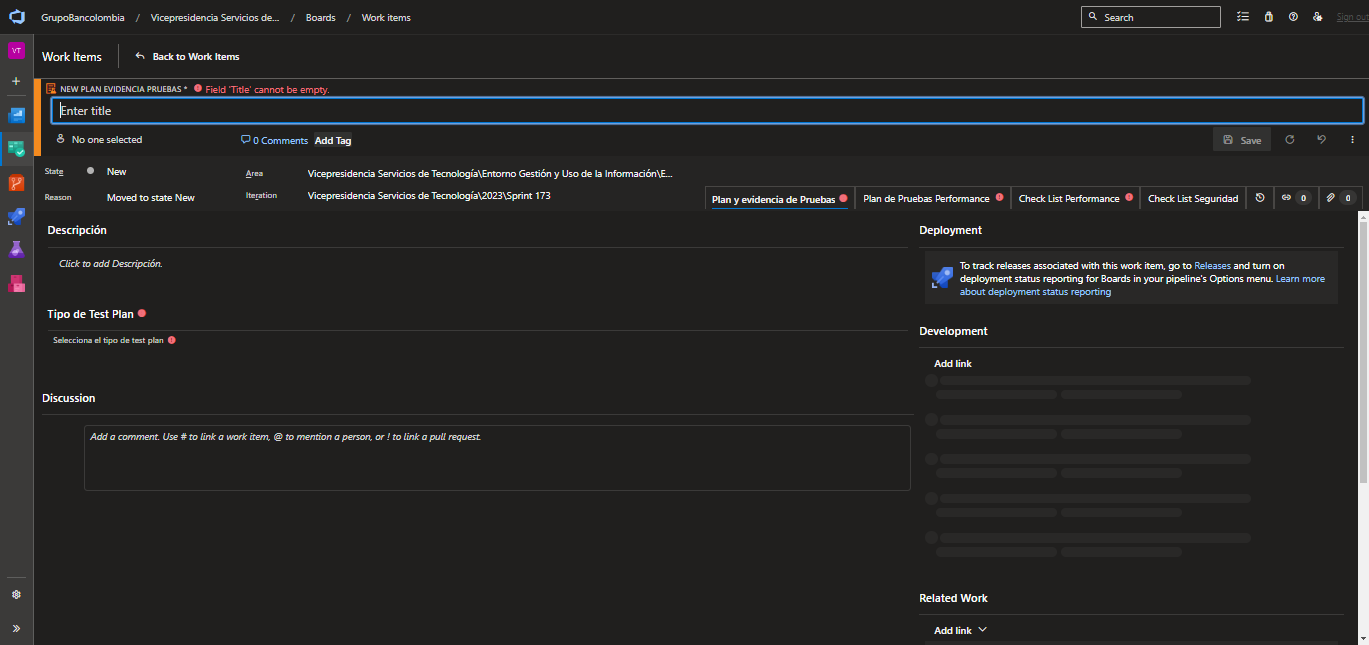 GrupoBancolombia / Vicepresidencia Servicios de... / Boards / Work items
Search
Sign out
VT
Work Items
Back to Work Items
NEW PLAN EVIDENCIA PRUEBAS * Field 'Title' cannot be empty.
Enter title
No one selected
0 Comments
Add Tag
Save
State
New
Area
Vicepresidencia Servicios de Tecnología\Entorno Gestión y Uso de la Información\E...
Reason
Moved to state New
Iteration
Vicepresidencia Servicios de Tecnología\2023\Sprint 173
Plan y evidencia de Pruebas
Plan de Pruebas Performance
Check List Performance
Check List Seguridad
0
0
Descripción
Click to add Descripción.
Tipo de Test Plan
Selecciona el tipo de test plan
Discussion
Add a comment. Use # to link a work item, @ to mention a person, or ! to link a pull request.
Deployment
To track releases associated with this work item, go to Releases and turn on
deployment status reporting for Boards in your pipeline's Options menu. Learn more
about deployment status reporting
Development
Add link
Related Work
Add link